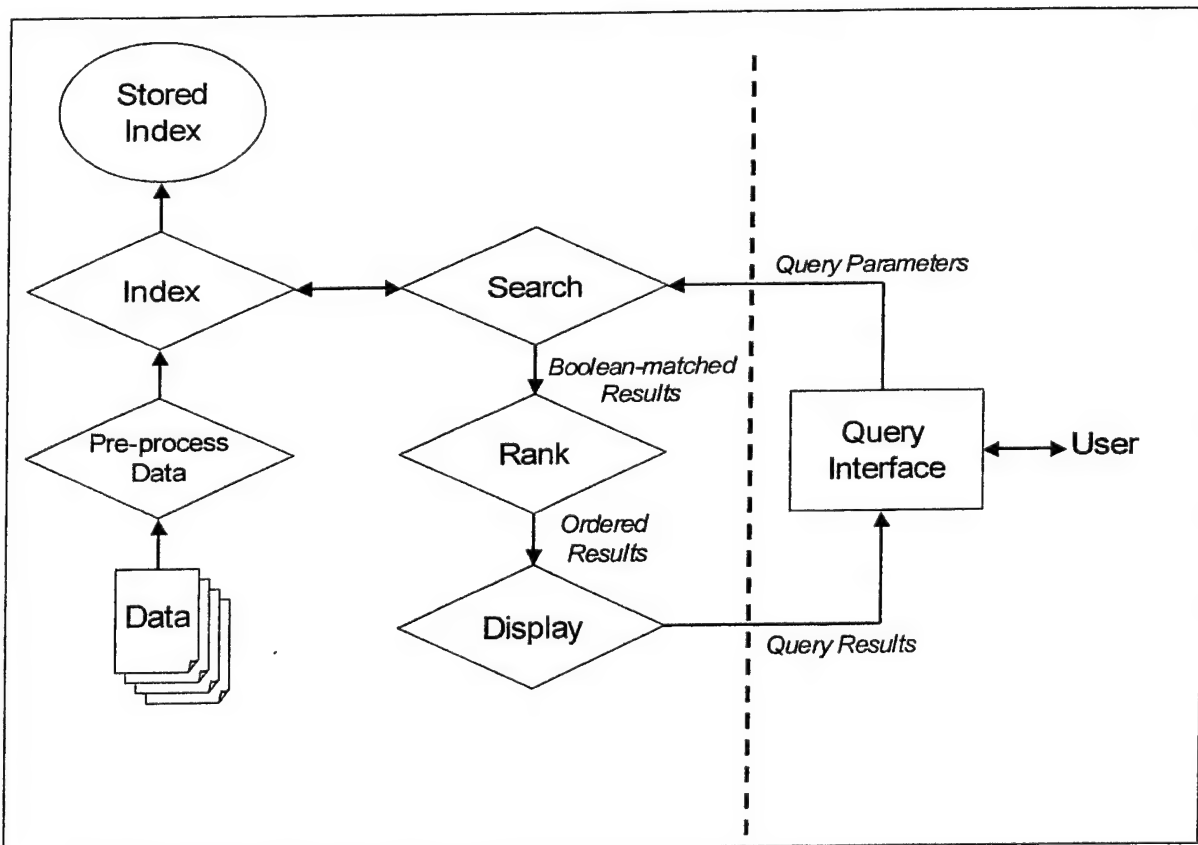 Stored
Index
Index
Search
Query Parameters
Boolean-matched
Results
Pre-process
Data
Rank
Query
Interface
User
Ordered
Results
Data
Display
Query Results